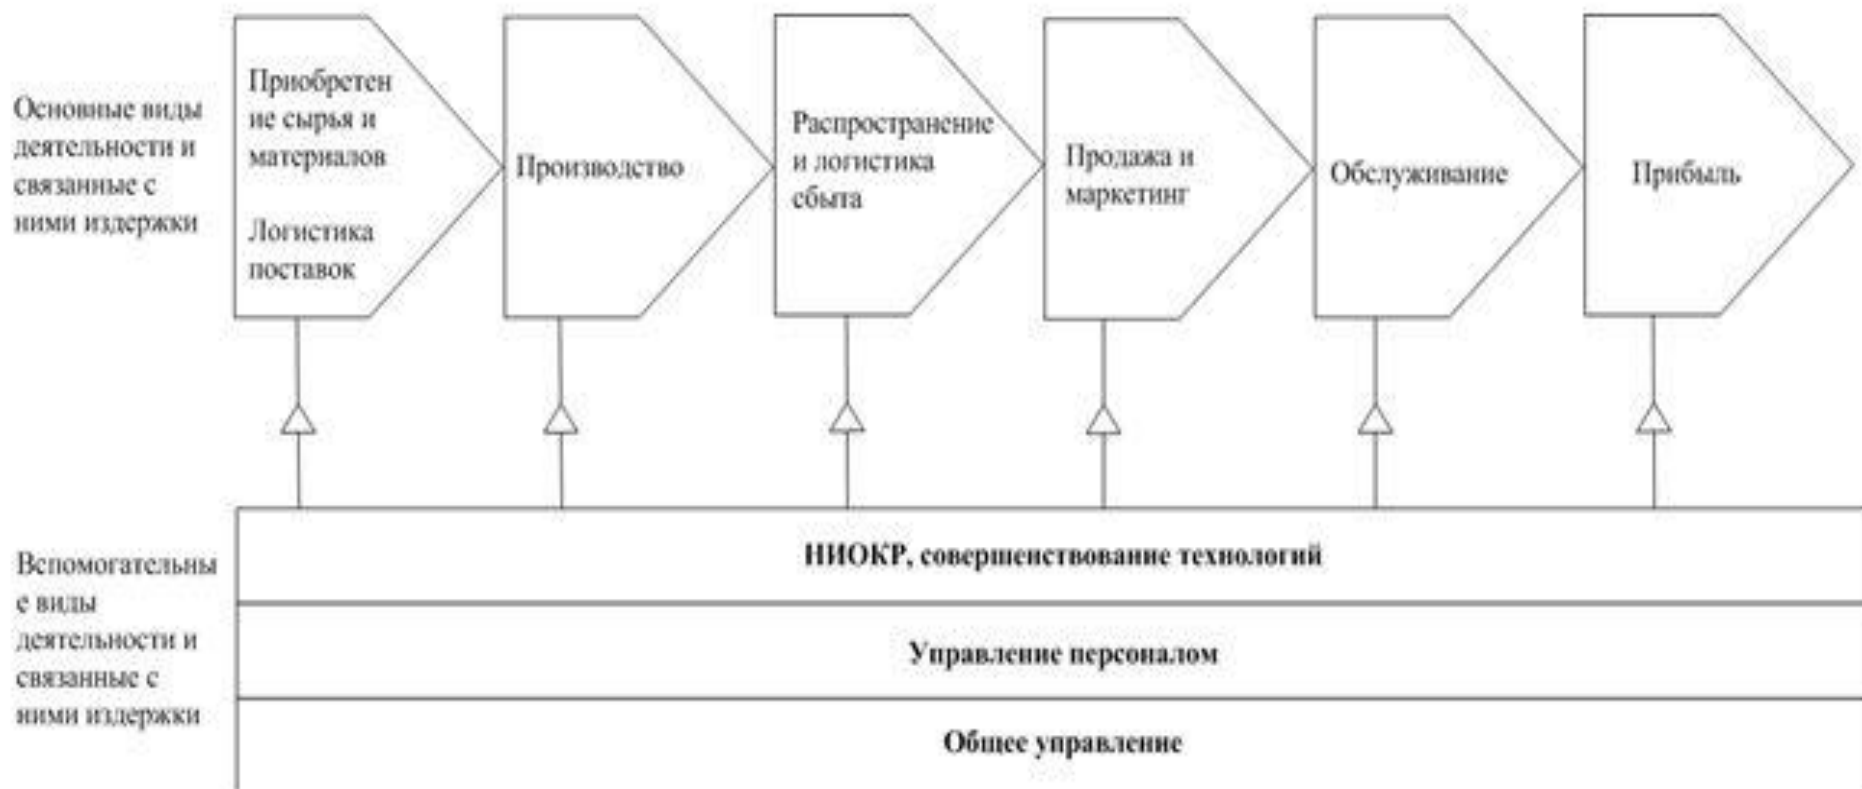 Основные виды
деятельности и
связанные с
ними издержки
Приобретен
ие сырья и
материалов
Логистика
поставок
Производство
Распространение
и логистика
сбыта
Продажа и
маркетинг
Обслуживание
Прибыль
Вспомогательны
е виды
деятельности и
связанные с
ними издержки
НИОКР, совершенствование технологий
Управление персоналом
Общее управление